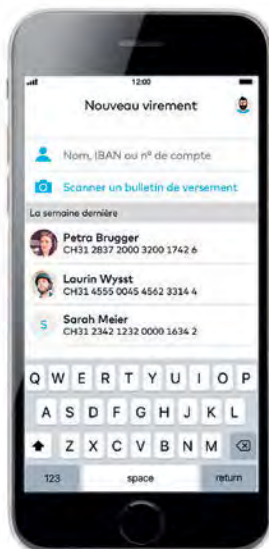 12:00
Nouveau virement
Nom, IBAN ou nº de compte
Scanner un bulletin de versement
La semaine dernière
Petra Brugger
CH31 2837 2000 3200 1742 6
Laurin Wysst
CH31 4555 0045 4562 3314 4
S
Sarah Meier
CH31 2342 1232 0000 1634 2
Q W E R T Y U I O P
A S D F G H J K L
Z X C V B N M
123 space return